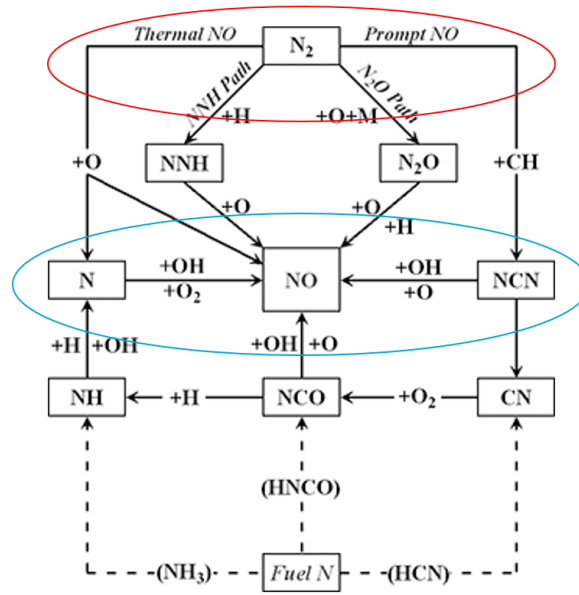 Thermal NO
N₂
Prompt NO
NNH Path
N₂O Path
+H
+O+M
+O
NNH
N₂O
+CH
+O
+O
+H
N
+OH
+O₂
NO
+OH
+O
NCN
+H
+OH
+OH
+O
NH
+H
NCO
+O₂
CN
(HNCO)
(NH₃)
Fuel N
(HCN)